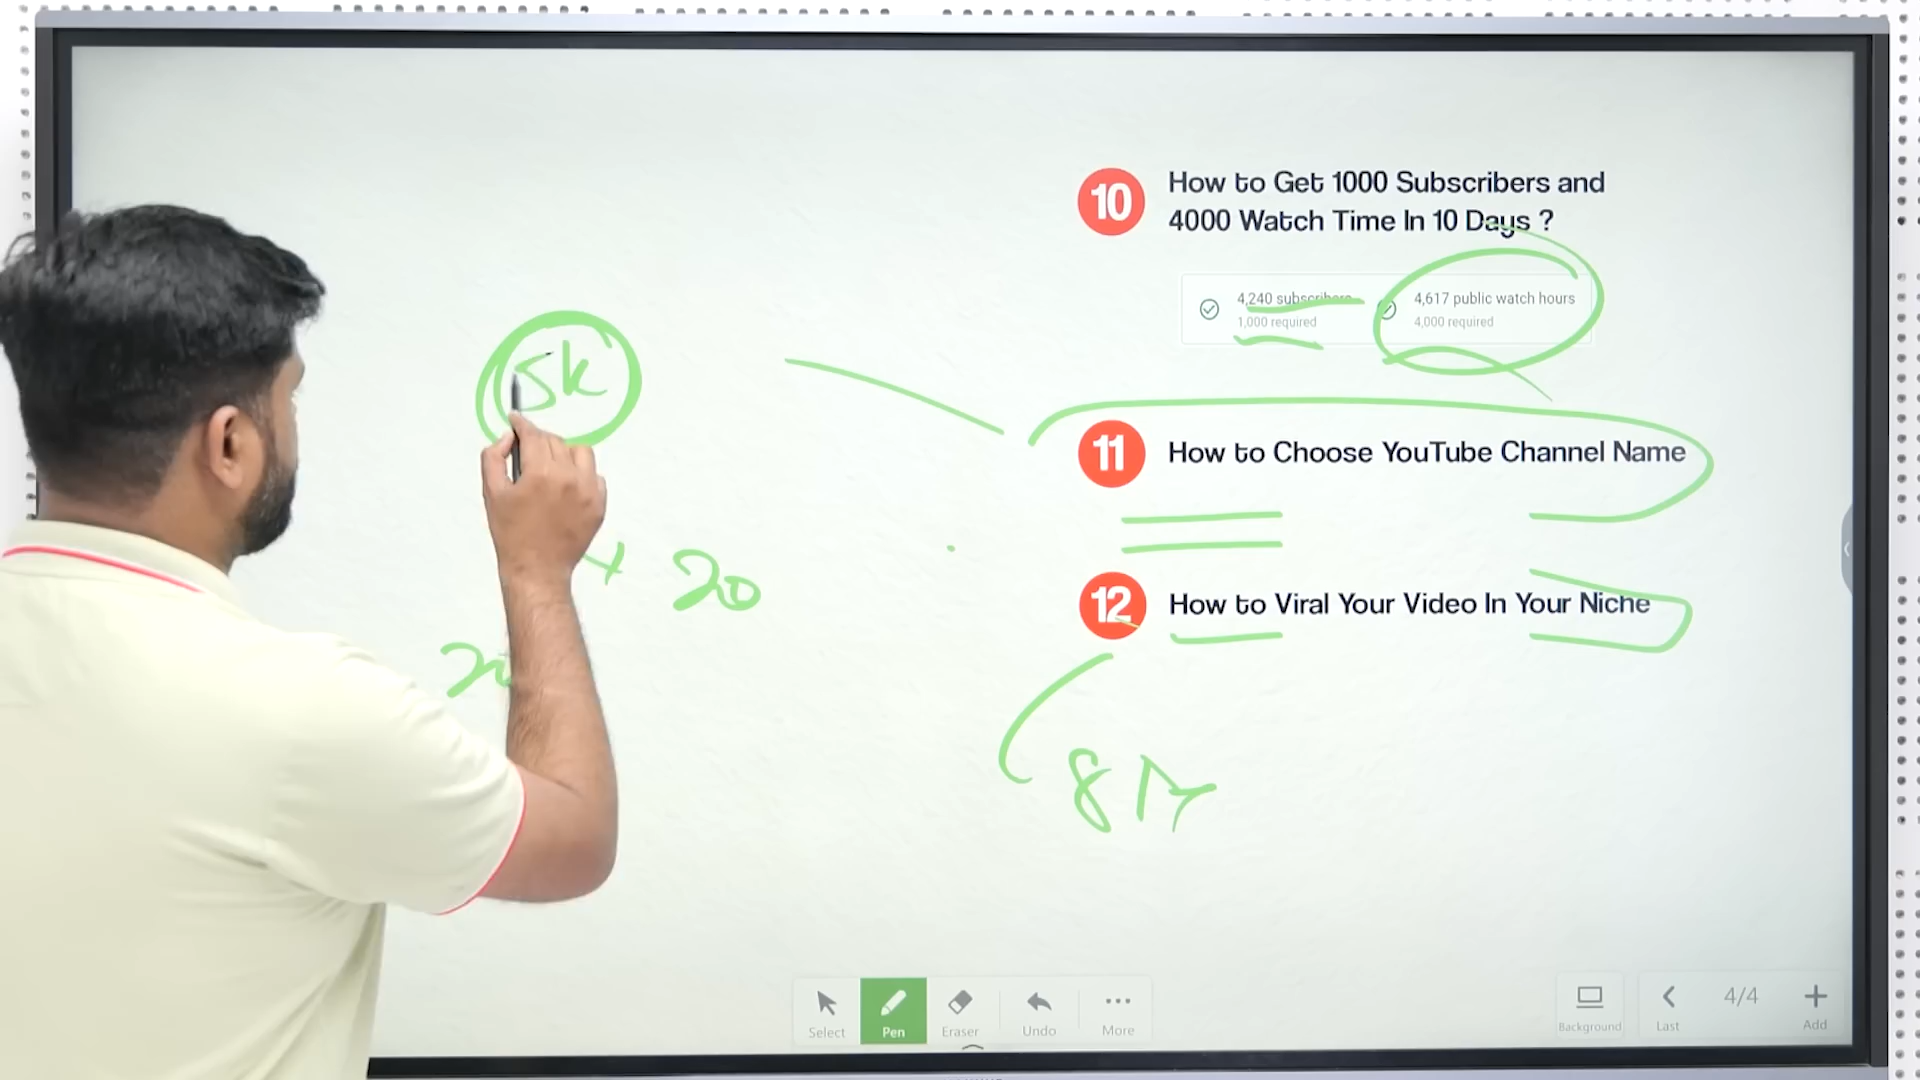 10
How to Get 1000 Subscribers and
4000 Watch Time In 10 Days ?
4,240 subscribers
1,000 required
4,617 public watch hours
4,000 required
5k
11
How to Choose YouTube Channel Name
+ 20
12
How to Viral Your Video In Your Niche
Select
Pen
Eraser
Undo
More
Background
Last
4/4
Add